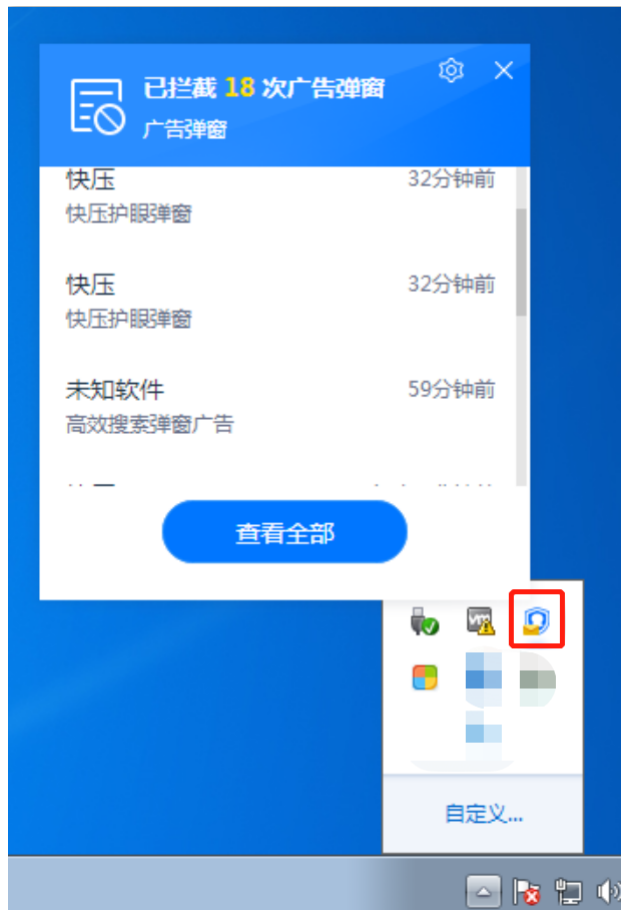 已拦截 18 次广告弹窗
广告弹窗
快压 32分钟前
快压护眼弹窗
快压 32分钟前
快压护眼弹窗
未知软件 59分钟前
高效搜索弹窗广告
查看全部
自定义...